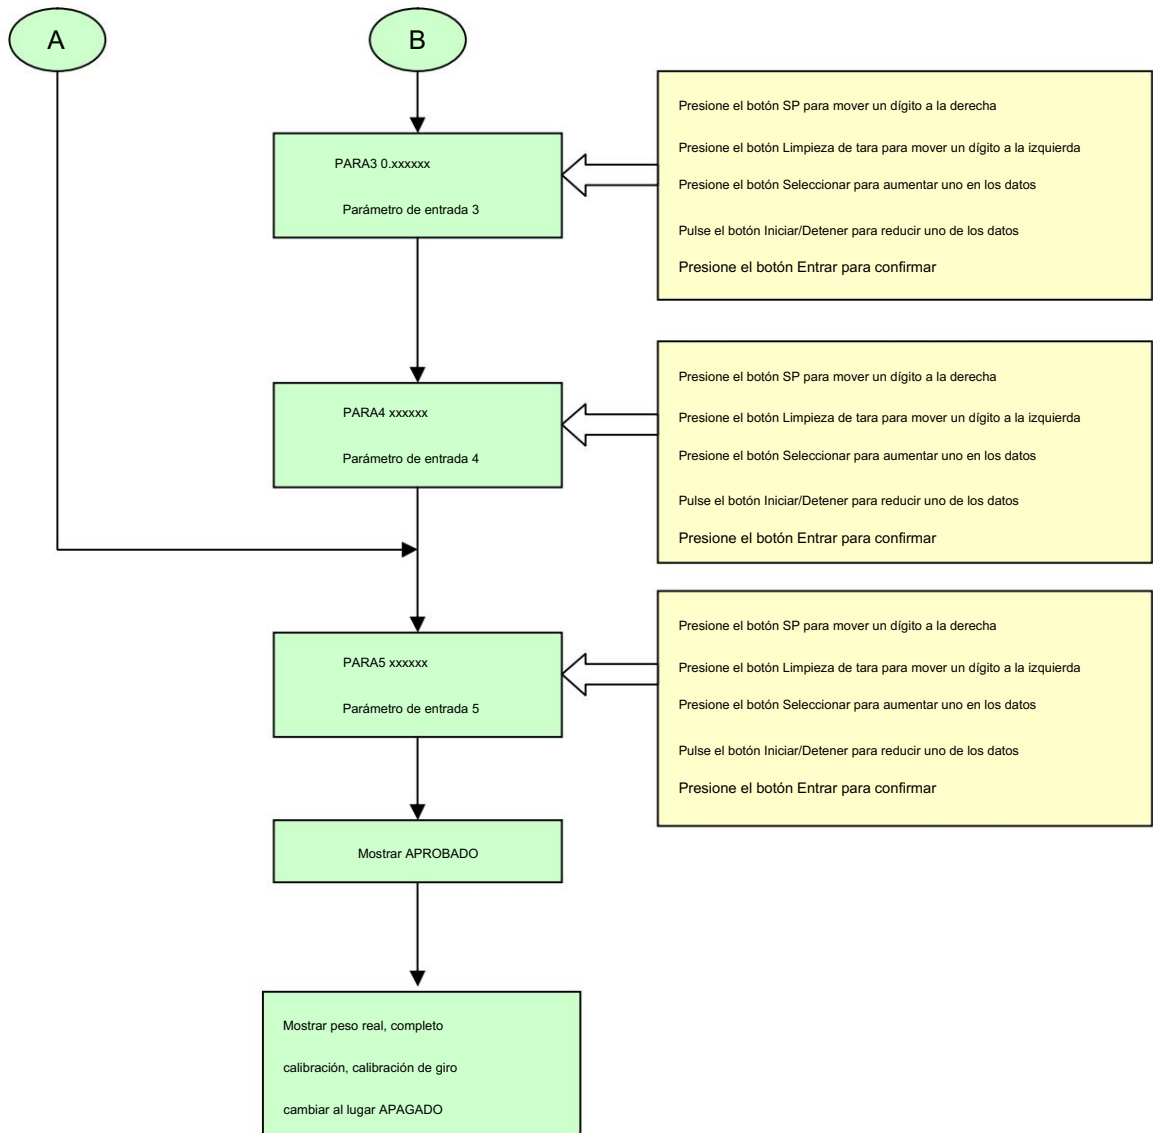 A
B
PARA3 0.xxxxxx
Parámetro de entrada 3
Presione el botón SP para mover un dígito a la derecha
Presione el botón Limpieza de tara para mover un dígito a la izquierda
Presione el botón Seleccionar para aumentar uno en los datos
Pulse el botón Iniciar/Detener para reducir uno de los datos
Presione el botón Entrar para confirmar
PARA4 xxxxxx
Parámetro de entrada 4
Presione el botón SP para mover un dígito a la derecha
Presione el botón Limpieza de tara para mover un dígito a la izquierda
Presione el botón Seleccionar para aumentar uno en los datos
Pulse el botón Iniciar/Detener para reducir uno de los datos
Presione el botón Entrar para confirmar
PARA5 xxxxxx
Parámetro de entrada 5
Presione el botón SP para mover un dígito a la derecha
Presione el botón Limpieza de tara para mover un dígito a la izquierda
Presione el botón Seleccionar para aumentar uno en los datos
Pulse el botón Iniciar/Detener para reducir uno de los datos
Presione el botón Entrar para confirmar
Mostrar APROBADO
Mostrar peso real, completo
calibración, calibración de giro
cambiar al lugar APAGADO